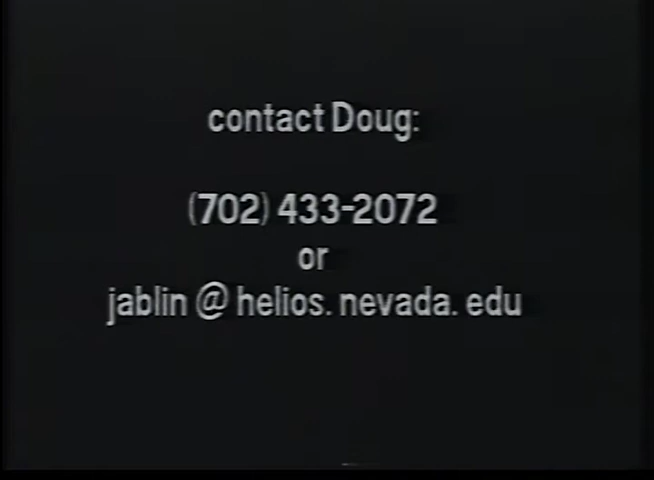 contact Doug:
(702) 433-2072
or
jablin @ helios. nevada. edu